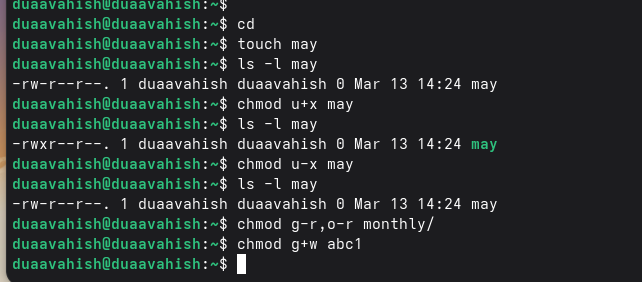 duaavahish@duaavahish:~$
duaavahish@duaavahish:~$ cd
duaavahish@duaavahish:~$ touch may
duaavahish@duaavahish:~$ ls -l may
-rw-r--r--. 1 duaavahish duaavahish 0 Mar 13 14:24 may
duaavahish@duaavahish:~$ chmod u+x may
duaavahish@duaavahish:~$ ls -l may
-rwxr--r--. 1 duaavahish duaavahish 0 Mar 13 14:24 may
duaavahish@duaavahish:~$ chmod u-x may
duaavahish@duaavahish:~$ ls -l may
-rw-r--r--. 1 duaavahish duaavahish 0 Mar 13 14:24 may
duaavahish@duaavahish:~$ chmod g-r,o-r monthly/
duaavahish@duaavahish:~$ chmod g+w abc1
duaavahish@duaavahish:~$